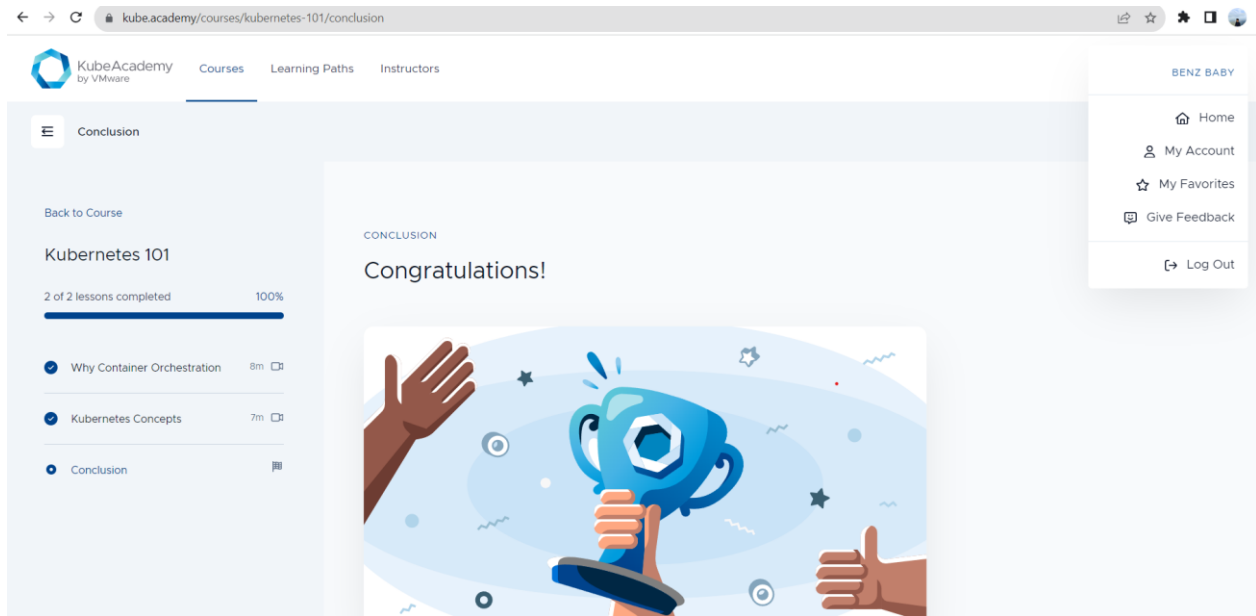 kube.academy/courses/kubernetes-101/conclusion
KubeAcademy
by VMware
Courses
Learning Paths
Instructors
BENZ BABY
Home
My Account
My Favorites
Give Feedback
Log Out
Conclusion
Back to Course
Kubernetes 101
2 of 2 lessons completed 100%
Why Container Orchestration 8m
Kubernetes Concepts 7m
Conclusion
CONCLUSION
Congratulations!